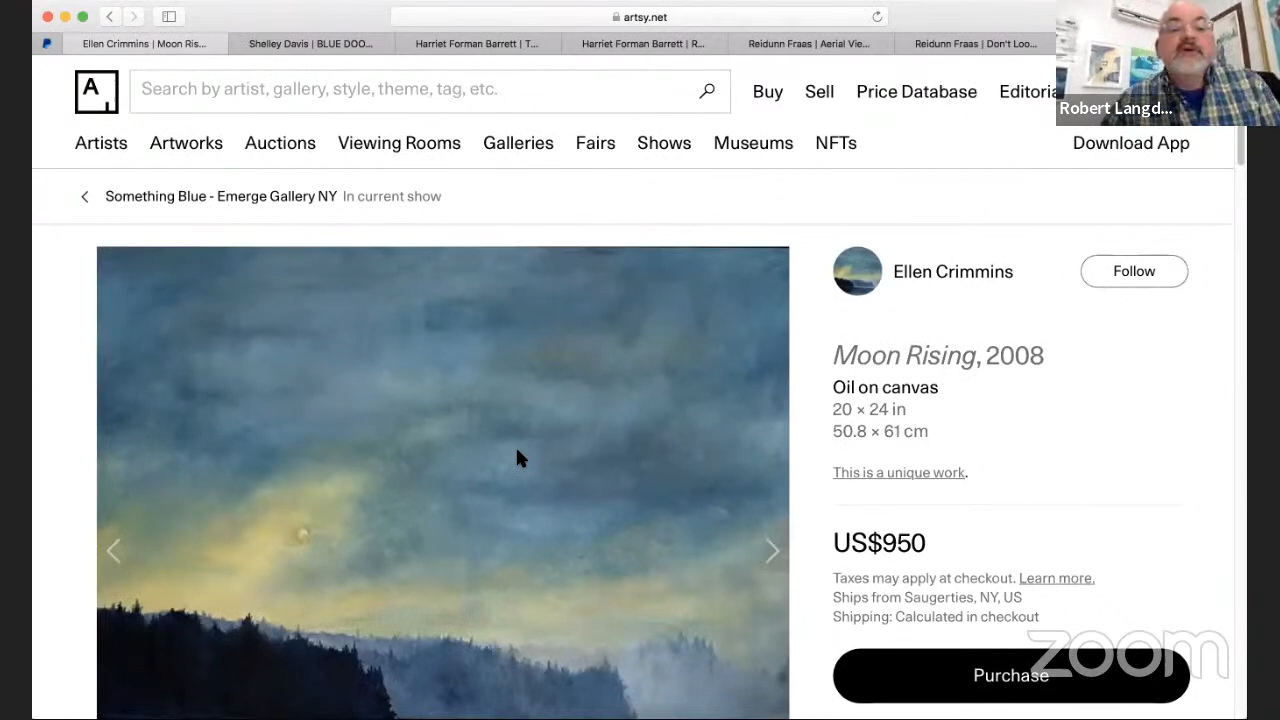 artsy.net
Ellen Crimmins | Moon Ris...
Shelley Davis | BLUE DOO...
Harriet Forman Barrett | T...
Harriet Forman Barrett | R...
Reidunn Fraas | Aerial Vie...
Reidunn Fraas | Don't Loo...
Robert Langd...
A
Search by artist, gallery, style, theme, tag, etc.
Buy Sell Price Database Editoria
Artists Artworks Auctions Viewing Rooms Galleries Fairs Shows Museums NFTs Download App
Something Blue - Emerge Gallery NY In current show
Ellen Crimmins
Follow
Moon Rising, 2008
Oil on canvas
20 × 24 in
50.8 × 61 cm
This is a unique work.
US$950
Taxes may apply at checkout. Learn more.
Ships from Saugerties, NY, US
Shipping: Calculated in checkout
zoom
Purchase